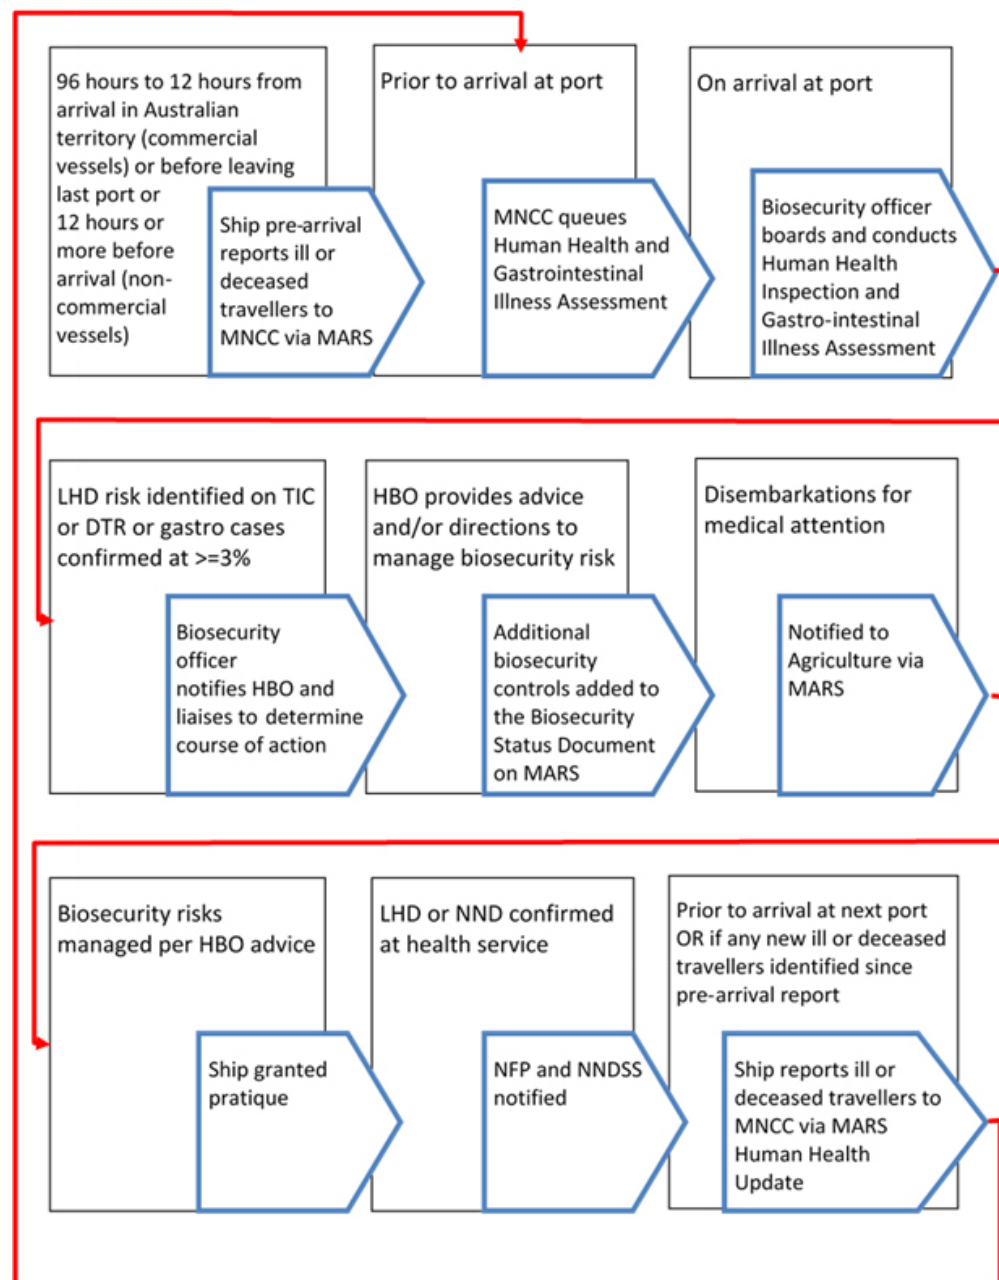 96 hours to 12 hours from
arrival in Australian
territory (commercial
vessels) or before leaving
last port or
12 hours or
more before
arrival (non-
commercial
vessels)
Ship pre-arrival
reports ill or
deceased
travellers to
MNCC via MARS
Prior to arrival at port
MNCC queues
Human Health and
Gastrointestinal
Illness Assessment
On arrival at port
Biosecurity officer
boards and conducts
Human Health
Inspection and
Gastro-intestinal
Illness Assessment
LHD risk identified on TIC
or DTR or gastro cases
confirmed at >=3%
Biosecurity
officer
notifies HBO and
liaises to determine
course of action
HBO provides advice
and/or directions to
manage biosecurity risk
Additional
biosecurity
controls added to
the Biosecurity
Status Document
on MARS
Disembarkations for
medical attention
Notified to
Agriculture via
MARS
Biosecurity risks
managed per HBO advice
Ship granted
pratique
LHD or NND confirmed
at health service
NFP and NNDSS
notified
Prior to arrival at next port
OR if any new ill or deceased
travellers identified since
pre-arrival report
Ship reports ill or
deceased travellers to
MNCC via MARS
Human Health
Update